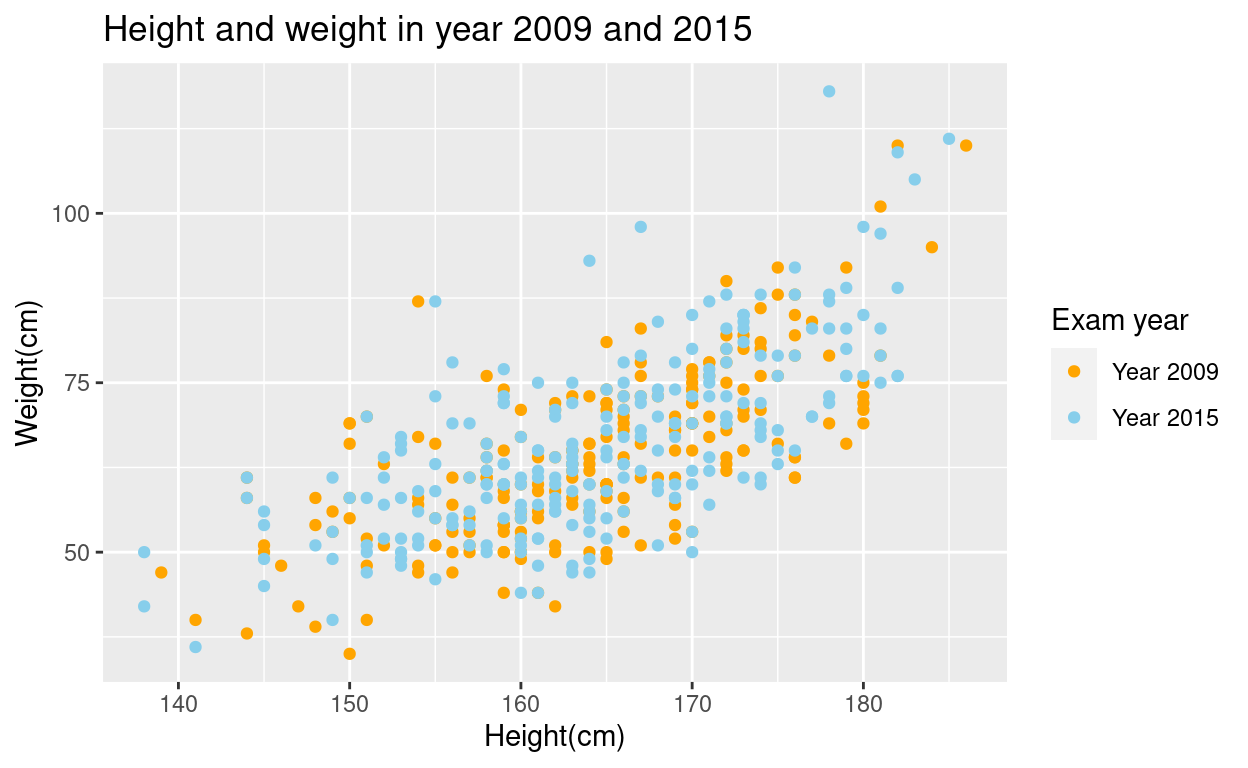 Height and weight in year 2009 and 2015
100
75
50
Weight(cm)
140 150 160 170 180
Height(cm)
Exam year
Year 2009
Year 2015